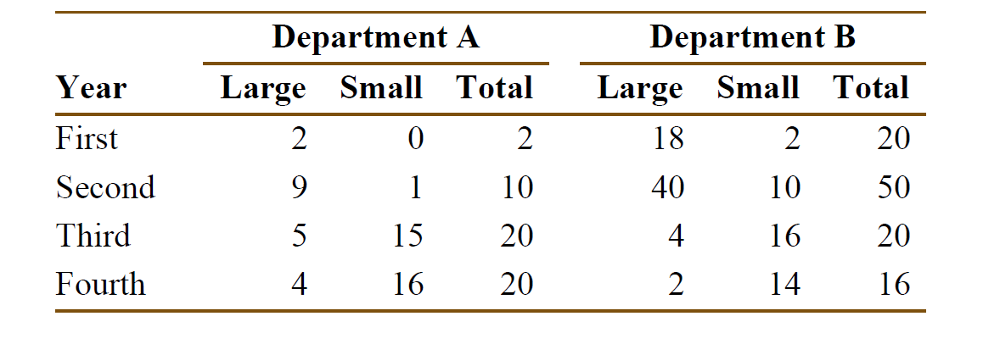 Department A Department B
Year Large Small Total Large Small Total
First 2 0 2 18 2 20
Second 9 1 10 40 10 50
Third 5 15 20 4 16 20
Fourth 4 16 20 2 14 16